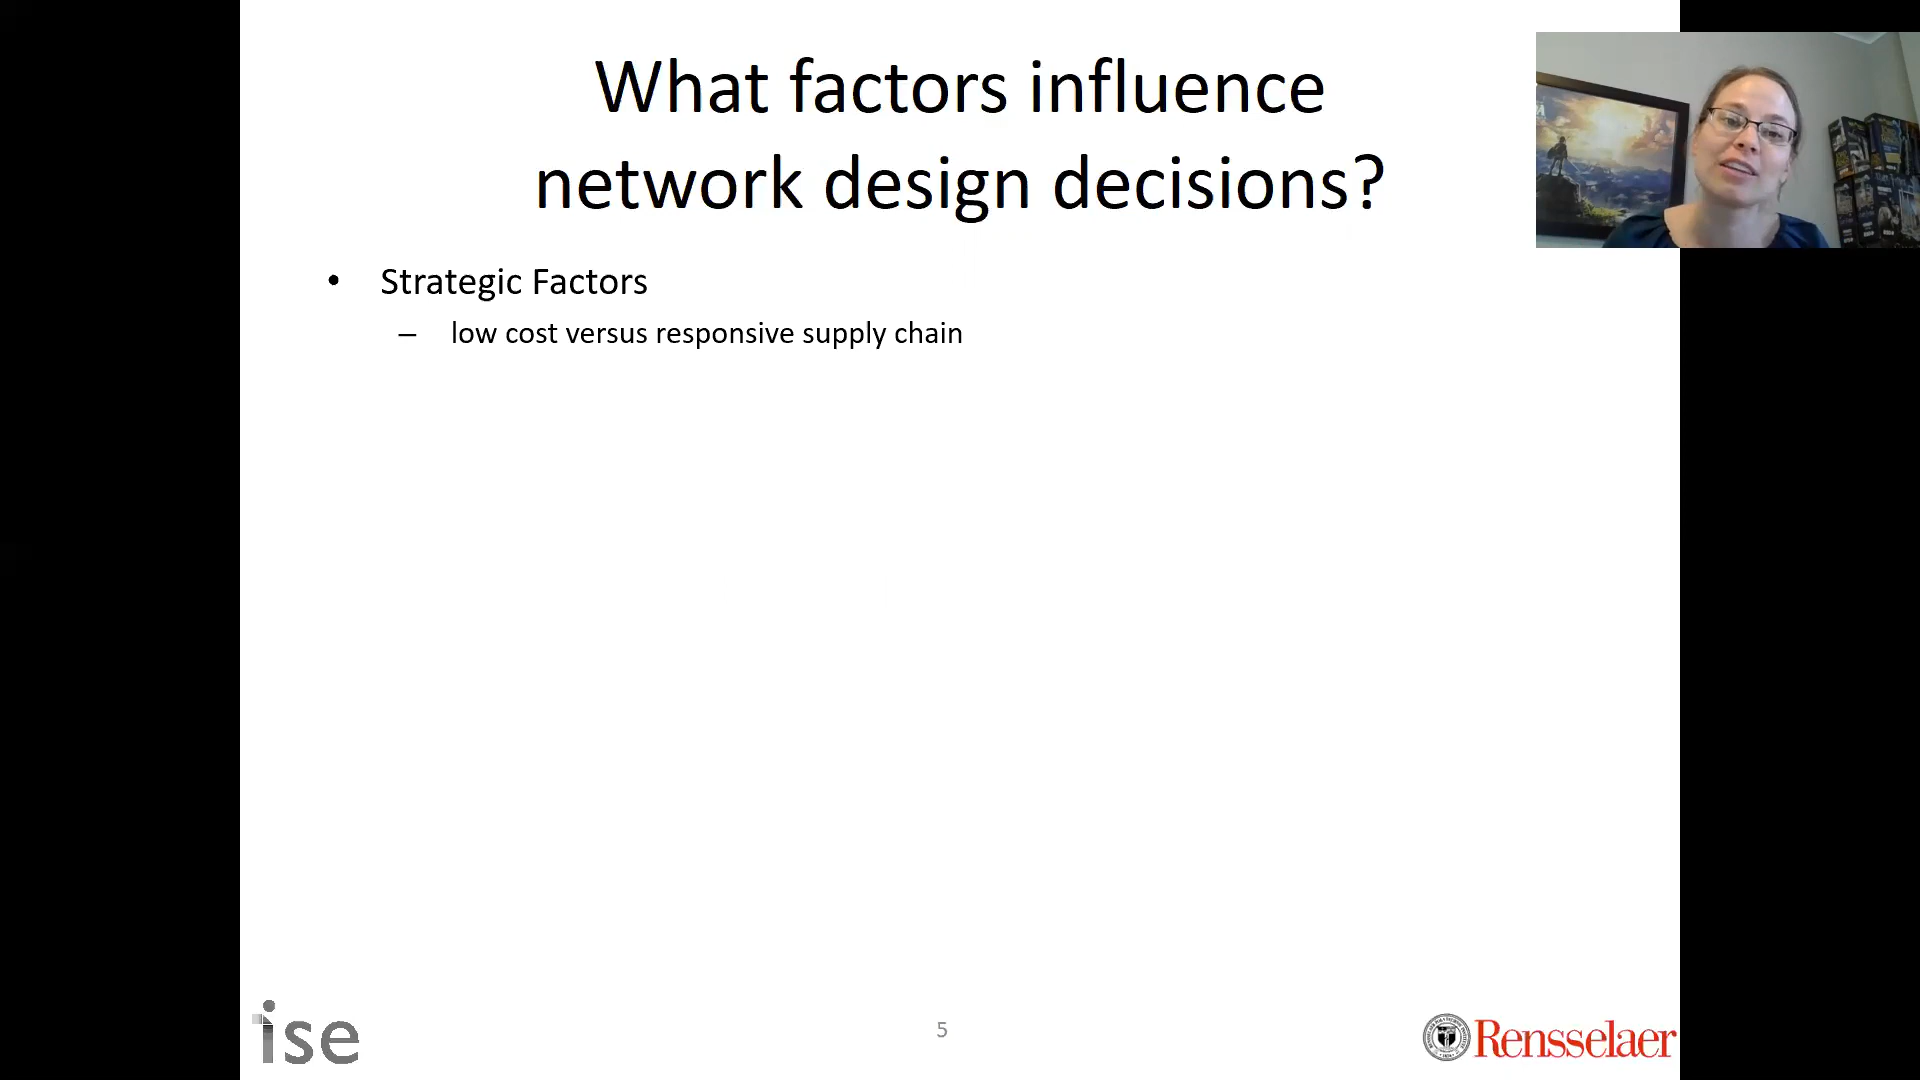 What factors influence
network design decisions?
• Strategic Factors
– low cost versus responsive supply chain
ise
5
Rensselaer